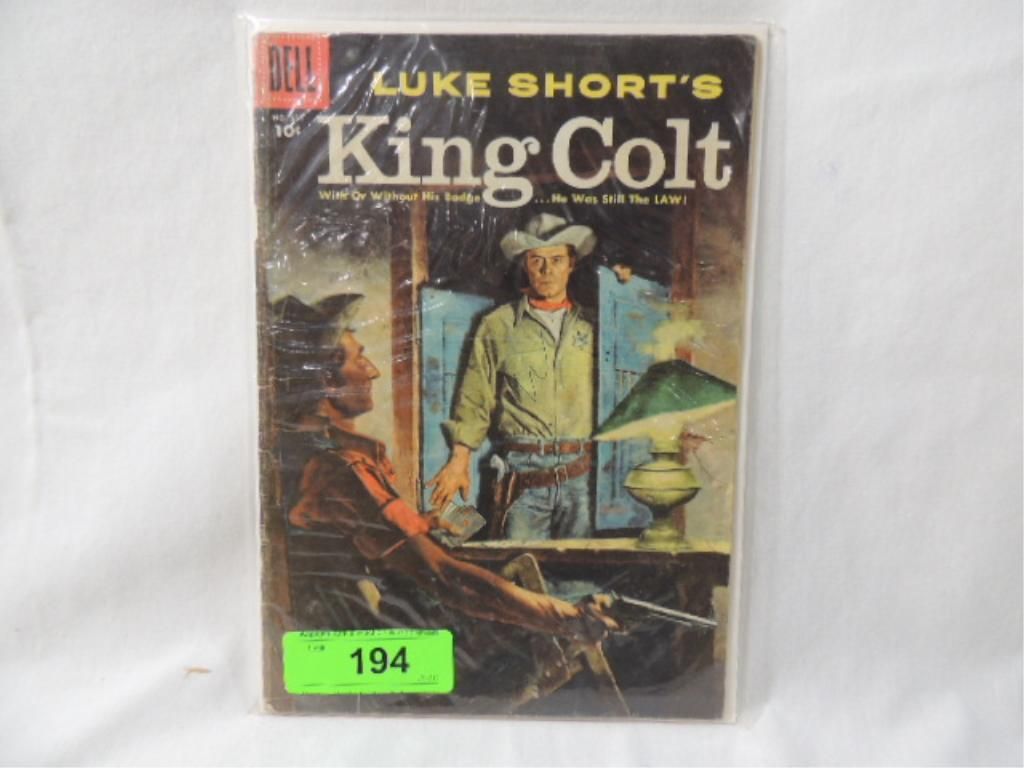 DELL
LUKE SHORT'S
10¢
King Colt
With Or Without His Badge ...He Was Still The LAW!
194